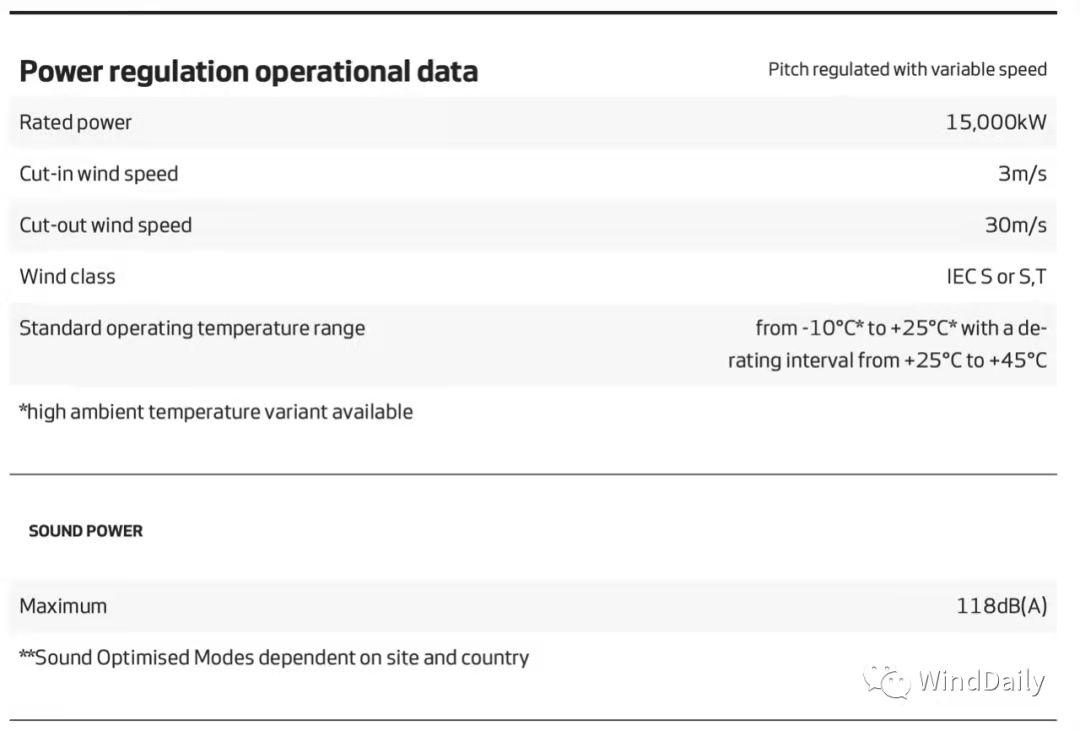 Power regulation operational data
Pitch regulated with variable speed
Rated power
15,000kW
Cut-in wind speed
3m/s
Cut-out wind speed
30m/s
Wind class
IEC S or S,T
Standard operating temperature range
from -10°C* to +25°C* with a de-
rating interval from +25°C to +45°C
*high ambient temperature variant available
SOUND POWER
Maximum
118dB(A)
**Sound Optimised Modes dependent on site and country
WindDaily